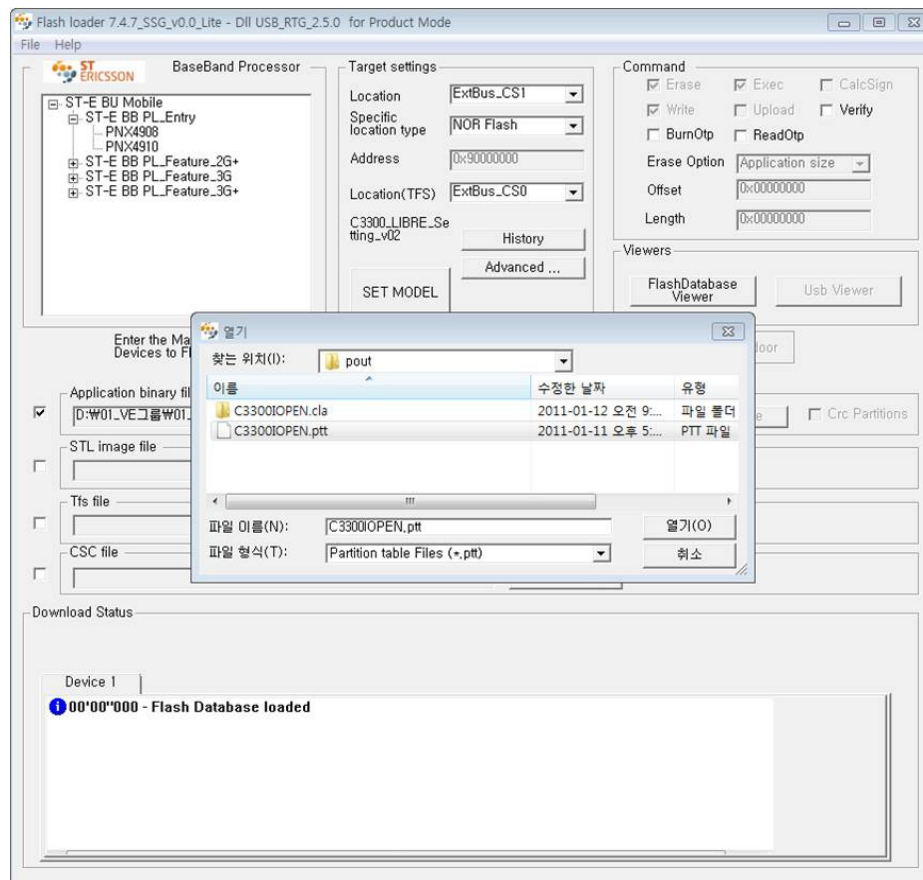 Flash loader 7.4.7_SSG_v0.0_Lite - Dll USB_RTG_2.5.0 for Product Mode
File Help
ST ERICSSON
BaseBand Processor
ST-E BU Mobile
ST-E BB PL_Entry
PNX4908
PNX4910
ST-E BB PL_Feature_2G+
ST-E BB PL_Feature_3G
ST-E BB PL_Feature_3G+
Target settings
Location ExtBus_CS1
Specific
location type NOR Flash
Address 0x90000000
Location(TFS) ExtBus_CS0
C3300_LIBRE_Se
tting_v02
History
Advanced ...
SET MODEL
Command
Erase Exec CalcSign
Write Upload Verify
BurnOtp ReadOtp
Erase Option Application size
Offset 0x00000000
Length 0x00000000
Viewers
FlashDatabase
Viewer
Usb Viewer
Enter the Ma
Devices to Fl
loor
열기
찾는 위치(I): pout
이름 수정한 날짜 유형
C3300IOPEN.cla 2011-01-12 오전 9:... 파일 폴더
C3300IOPEN.ptt 2011-01-11 오후 5:... PTT 파일
파일 이름(N): C3300IOPEN.ptt 열기(O)
파일 형식(T): Partition table Files (*.ptt) 취소
Application binary fil
D:₩01_VE그룹₩01_
e
Crc Partitions
STL image file
Tfs file
CSC file
Download Status
Device 1
00'00''000 - Flash Database loaded